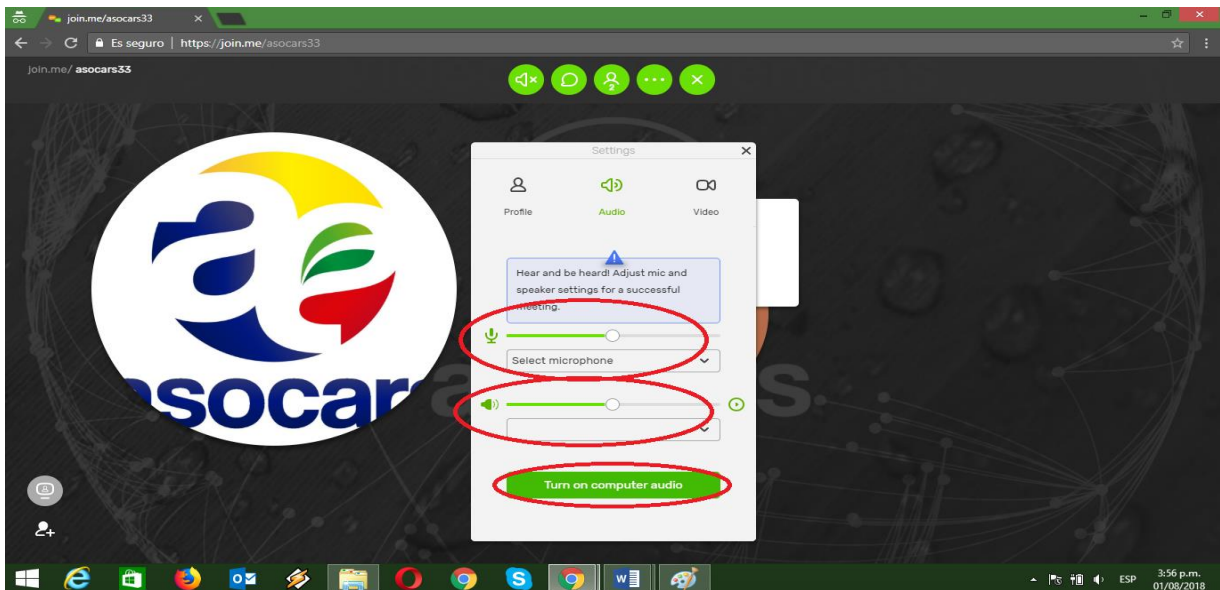 join.me/asocars33
Es seguro | https://join.me/asocars33
join.me/ asocars33
2
Settings
Profile Audio Video
Hear and be heard! Adjust mic and
speaker settings for a successful
meeting.
Select microphone
Turn on computer audio
ae
asocars
ESP
3:56 p.m.
01/08/2018